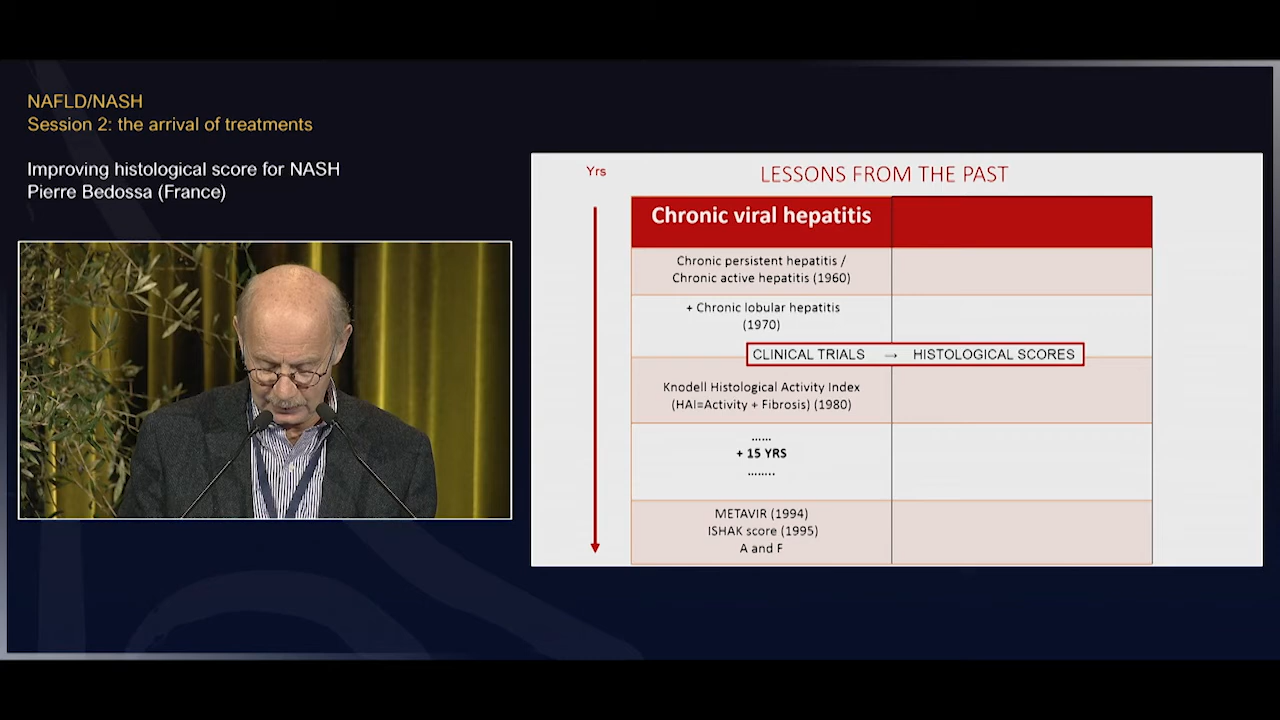 NAFLD/NASH
Session 2: the arrival of treatments
Improving histological score for NASH
Pierre Bedossa (France)
Yrs
LESSONS FROM THE PAST
Chronic viral hepatitis
Chronic persistent hepatitis /
Chronic active hepatitis (1960)
+ Chronic lobular hepatitis
(1970)
CLINICAL TRIALS → HISTOLOGICAL SCORES
Knodell Histological Activity Index
(HAI=Activity + Fibrosis) (1980)
......
+ 15 YRS
........
METAVIR (1994)
ISHAK score (1995)
A and F